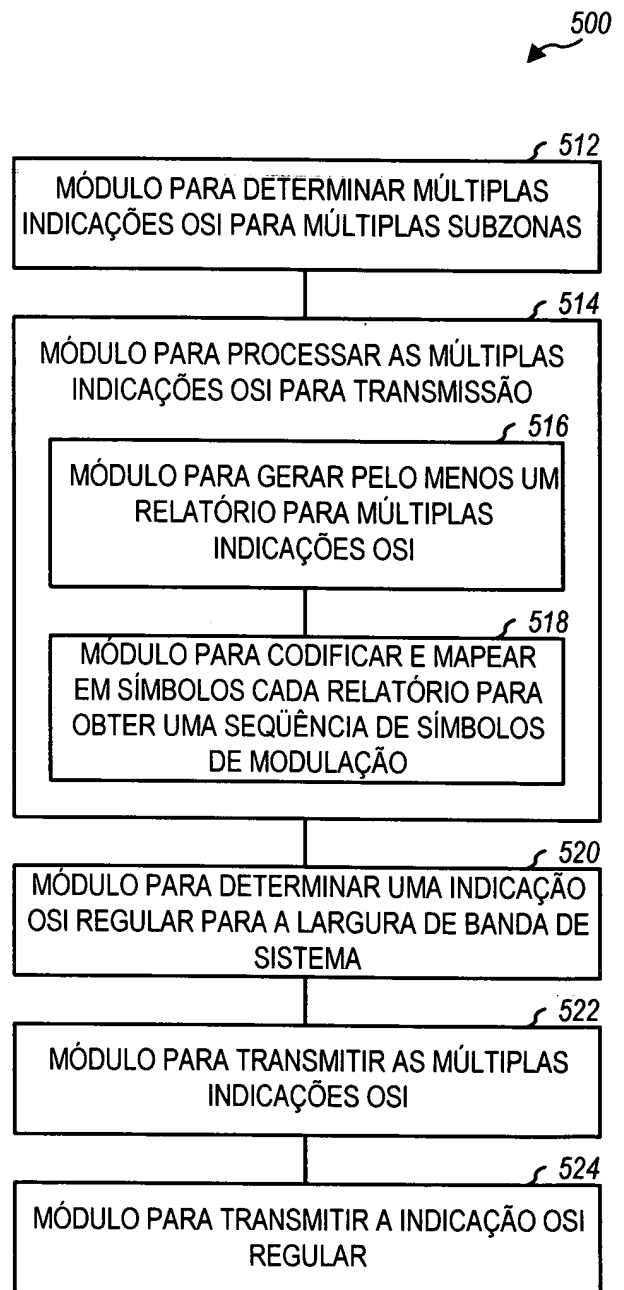 500
512
MÓDULO PARA DETERMINAR MÚLTIPLAS
INDICAÇÕES OSI PARA MÚLTIPLAS SUBZONAS
514
MÓDULO PARA PROCESSAR AS MÚLTIPLAS
INDICAÇÕES OSI PARA TRANSMISSÃO
516
MÓDULO PARA GERAR PELO MENOS UM
RELATÓRIO PARA MÚLTIPLAS
INDICAÇÕES OSI
518
MÓDULO PARA CODIFICAR E MAPEAR
EM SÍMBOLOS CADA RELATÓRIO PARA
OBTER UMA SEQÜÊNCIA DE SÍMBOLOS
DE MODULAÇÃO
520
MÓDULO PARA DETERMINAR UMA INDICAÇÃO
OSI REGULAR PARA A LARGURA DE BANDA DE
SISTEMA
522
MÓDULO PARA TRANSMITIR AS MÚLTIPLAS
INDICAÇÕES OSI
524
MÓDULO PARA TRANSMITIR A INDICAÇÃO OSI
REGULAR